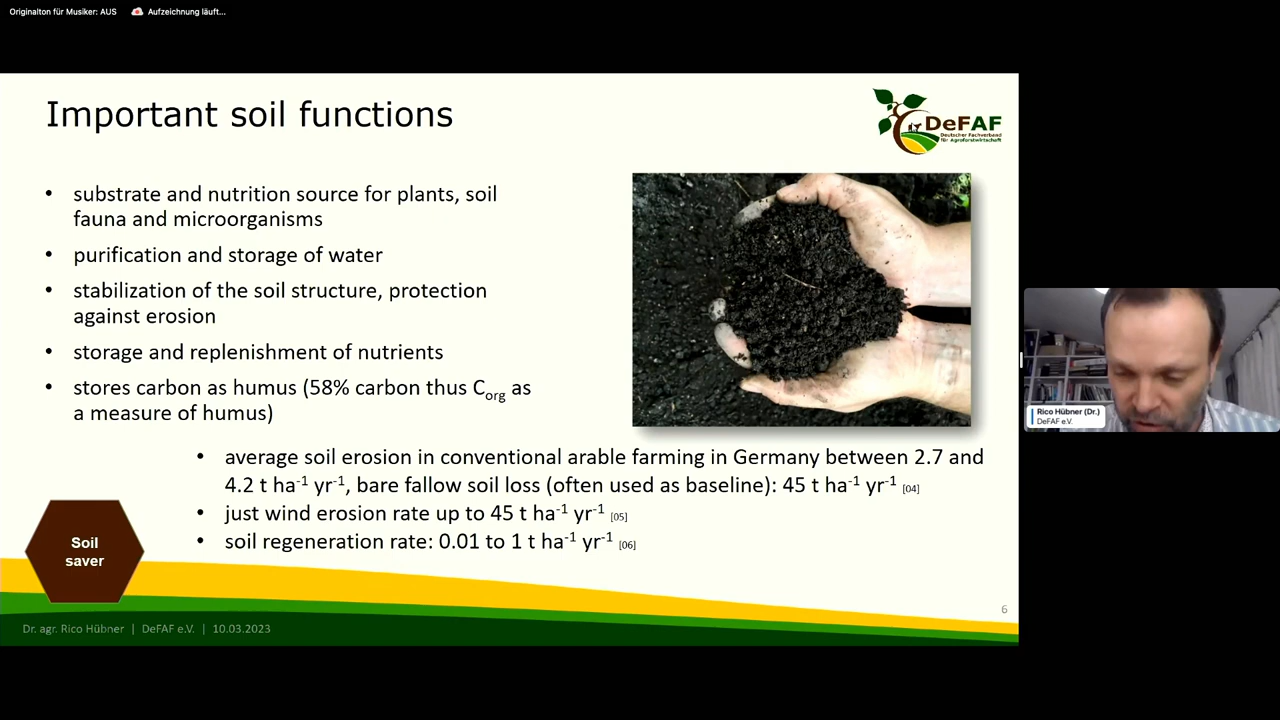 Originalton für Musiker: AUS Aufzeichnung läuft...
Important soil functions
DeFAF
Deutscher Fachverband
für Agroforstwirtschaft
• substrate and nutrition source for plants, soil
fauna and microorganisms
• purification and storage of water
• stabilization of the soil structure, protection
against erosion
• storage and replenishment of nutrients
• stores carbon as humus (58% carbon thus Corg as
a measure of humus)
• average soil erosion in conventional arable farming in Germany between 2.7 and
4.2 t ha-1 yr-1, bare fallow soil loss (often used as baseline): 45 t ha-1 yr-1 [04]
• just wind erosion rate up to 45 t ha-1 yr-1 [05]
• soil regeneration rate: 0.01 to 1 t ha-1 yr-1 [06]
Soil
saver
6
Dr. agr. Rico Hübner | DeFAF e.V. | 10.03.2023
Rico Hübner (Dr.)
DeFAF e.V.